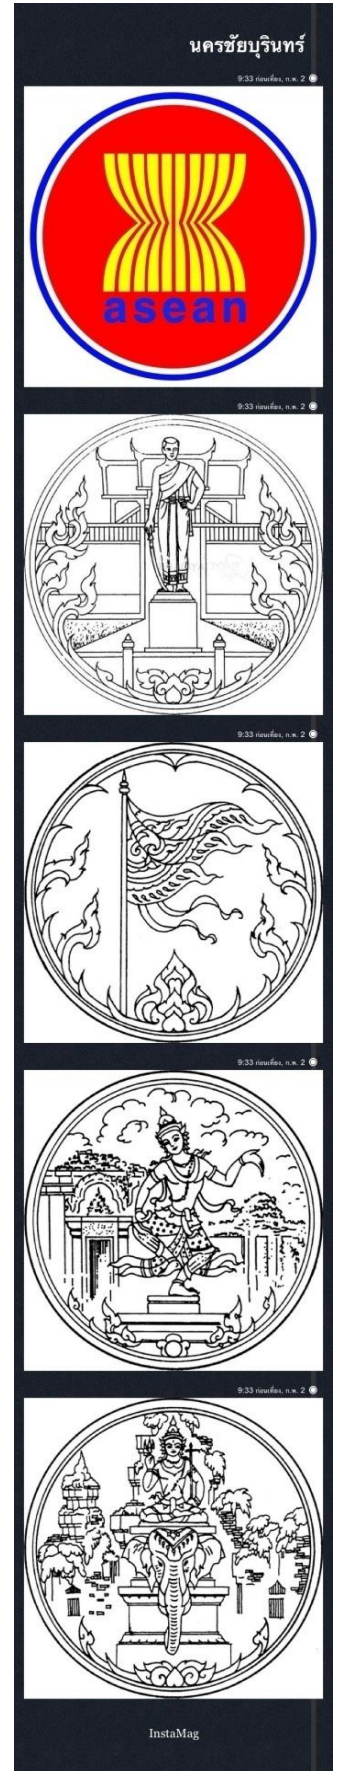 นครชัยบุรินทร์
9:33 ก่อนเที่ยง, ก.พ. 2
asean
9:33 ก่อนเที่ยง, ก.พ. 2
9:33 ก่อนเที่ยง, ก.พ. 2
9:33 ก่อนเที่ยง, ก.พ. 2
9:33 ก่อนเที่ยง, ก.พ. 2
InstaMag